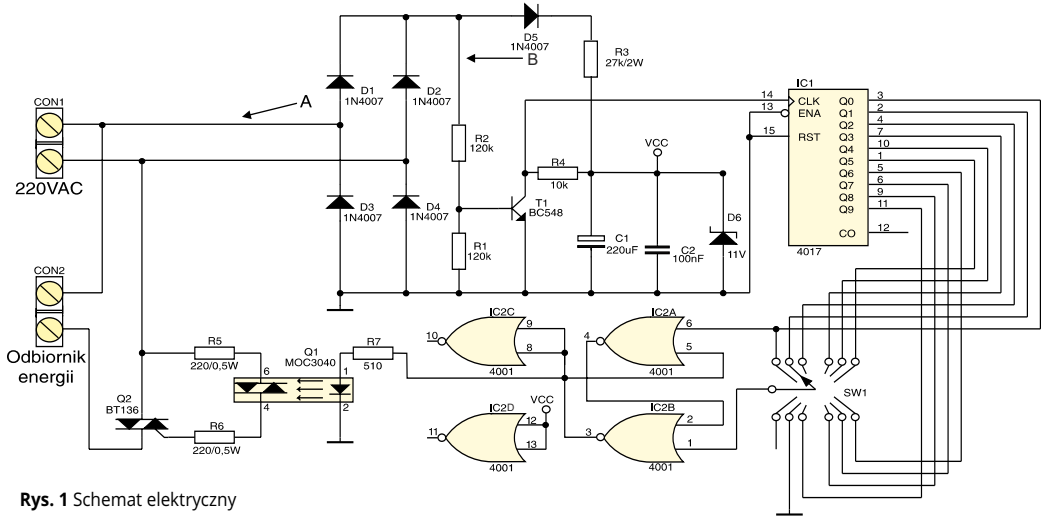 CON1
220VAC
CON2
Odbiornik
energii
A
B
D1
1N4007
D2
1N4007
D3
1N4007
D4
1N4007
D5
1N4007
R2
120k
R1
120k
R3
27k/2W
R4
10k
T1
BC548
C1
220uF
VCC
C2
100nF
D6
11V
IC1
14 CLK Q0 3
13 ENA Q1 2
Q2 4
15 RST Q3 7
Q4 10
Q5 1
Q6 5
Q7 6
Q8 9
Q9 11
CO 12
4017
R5
220/0,5W
Q2
BT136
R6
220/0,5W
Q1
MOC3040
6
4
1
2
R7
510
IC2C
10
9
8
4001
IC2A
4
6
5
4001
IC2D
11
VCC
12
13
4001
IC2B
3
2
1
4001
SW1
Rys. 1 Schemat elektryczny